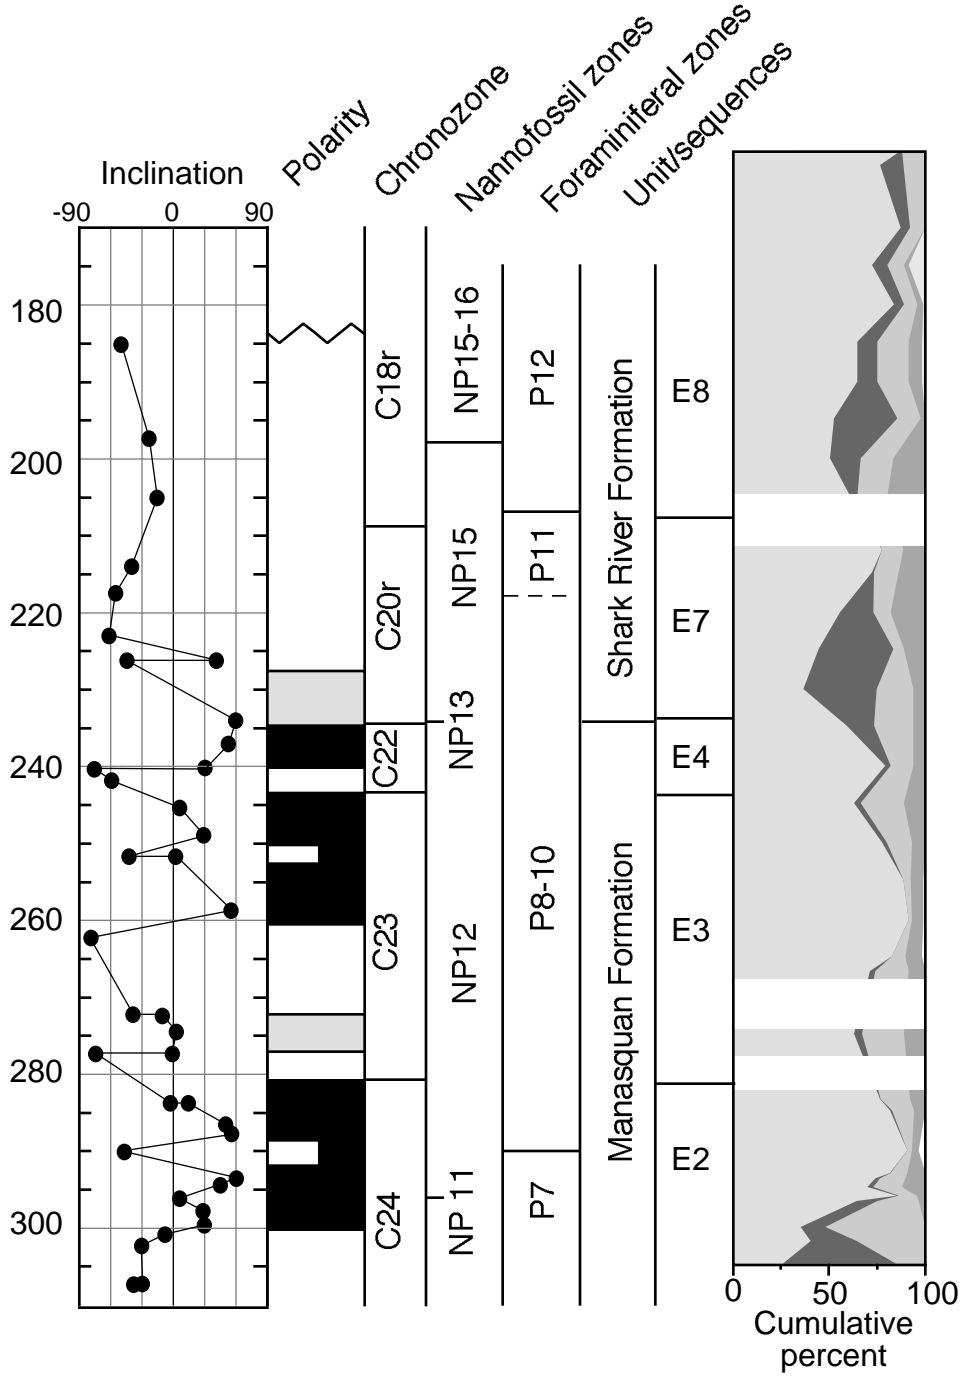 Inclination
-90 0 90
Polarity
Chronozone
Nannofossil zones
Foraminiferal zones
Unit/sequences
180
200
220
240
260
280
300
C18r
C20r
C22
C23
C24
NP15-16
NP15
NP13
NP12
NP 11
P12
P11
P8-10
P7
Shark River Formation
Manasquan Formation
E8
E7
E4
E3
E2
0 50 100
Cumulative
percent